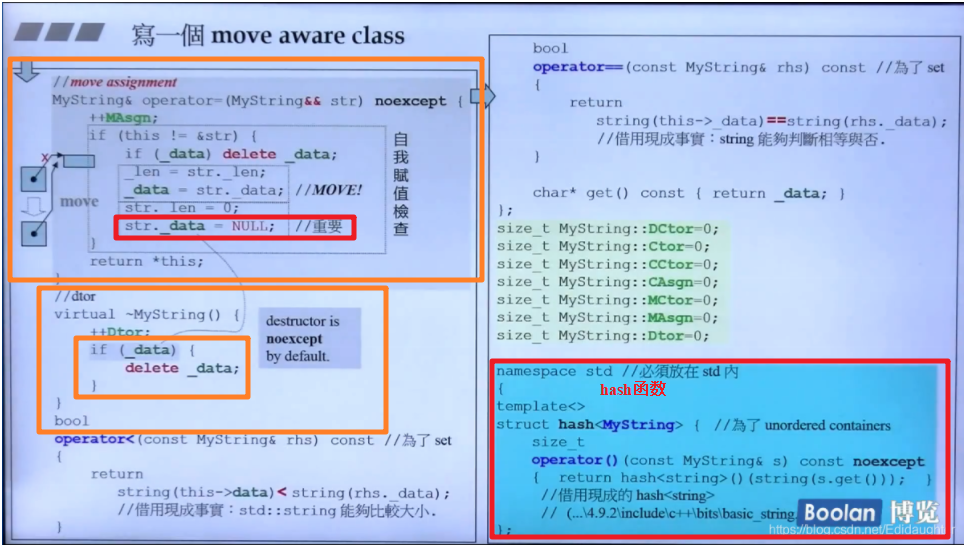 寫一個 move aware class
//move assignment
MyString& operator=(MyString&& str) noexcept {
++MAsgn;
if (this != &str) {
if (_data) delete _data;
_len = str._len;
_data = str._data; //MOVE!
str._len = 0;
str._data = NULL; //重要
}
return *this;
}
自我賦值檢查
x
move
//dtor
virtual ~MyString() {
++Dtor;
if (_data) {
delete _data;
}
}
destructor is
noexcept
by default.
bool
operator<(const MyString& rhs) const //為了 set
{
return
string(this->data)< string(rhs._data);
//借用現成事實：std::string 能夠比較大小.
}
bool
operator==(const MyString& rhs) const //為了 set
{
return
string(this->_data)==string(rhs._data);
//借用現成事實：string 能夠判斷相等與否.
}
char* get() const { return _data; }
};
size_t MyString::DCtor=0;
size_t MyString::Ctor=0;
size_t MyString::CCtor=0;
size_t MyString::CAsgn=0;
size_t MyString::MCtor=0;
size_t MyString::MAsgn=0;
size_t MyString::Dtor=0;
namespace std //必須放在 std 內
{
hash函数
template<>
struct hash<MyString> { //為了 unordered containers
size_t
operator()(const MyString& s) const noexcept
{ return hash<string>()(string(s.get())); }
//借用現成的 hash<string>
// (...\4.9.2\include\c++\bits\basic_string.
};
Boolan 博览
https://blog.csdn.net/Edidaughter